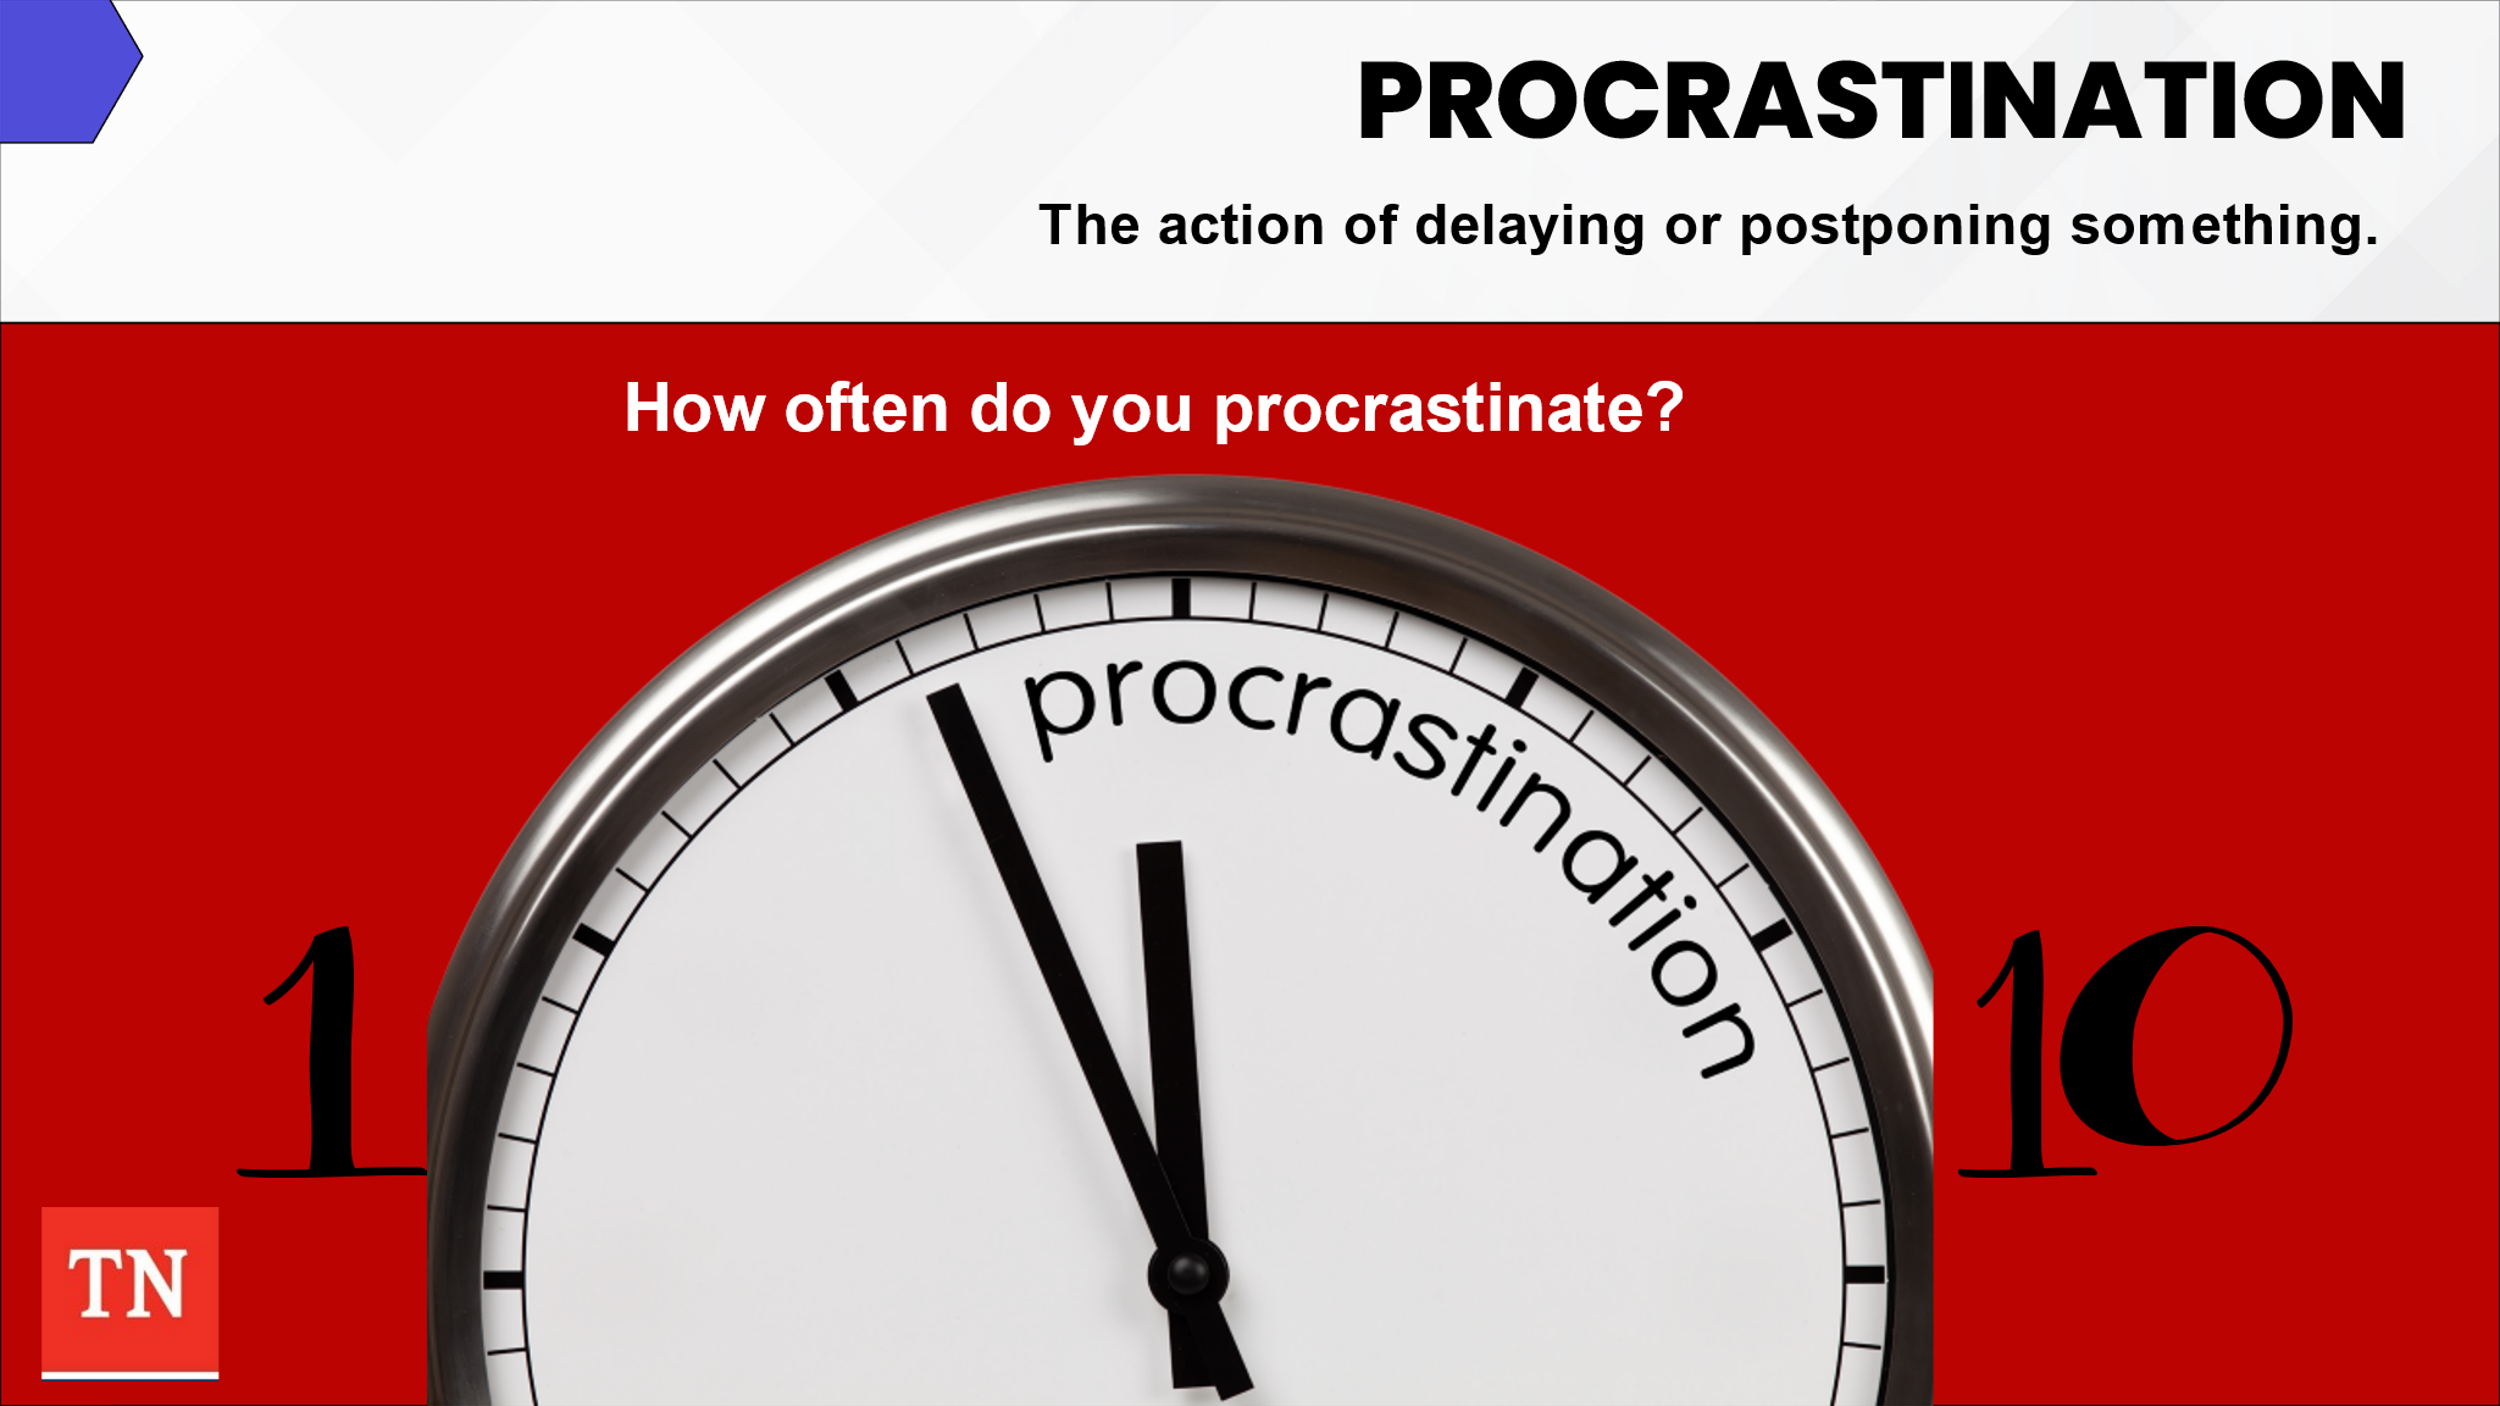 PROCRASTINATION
The action of delaying or postponing something.
How often do you procrastinate?
procrastination
1
10
TN